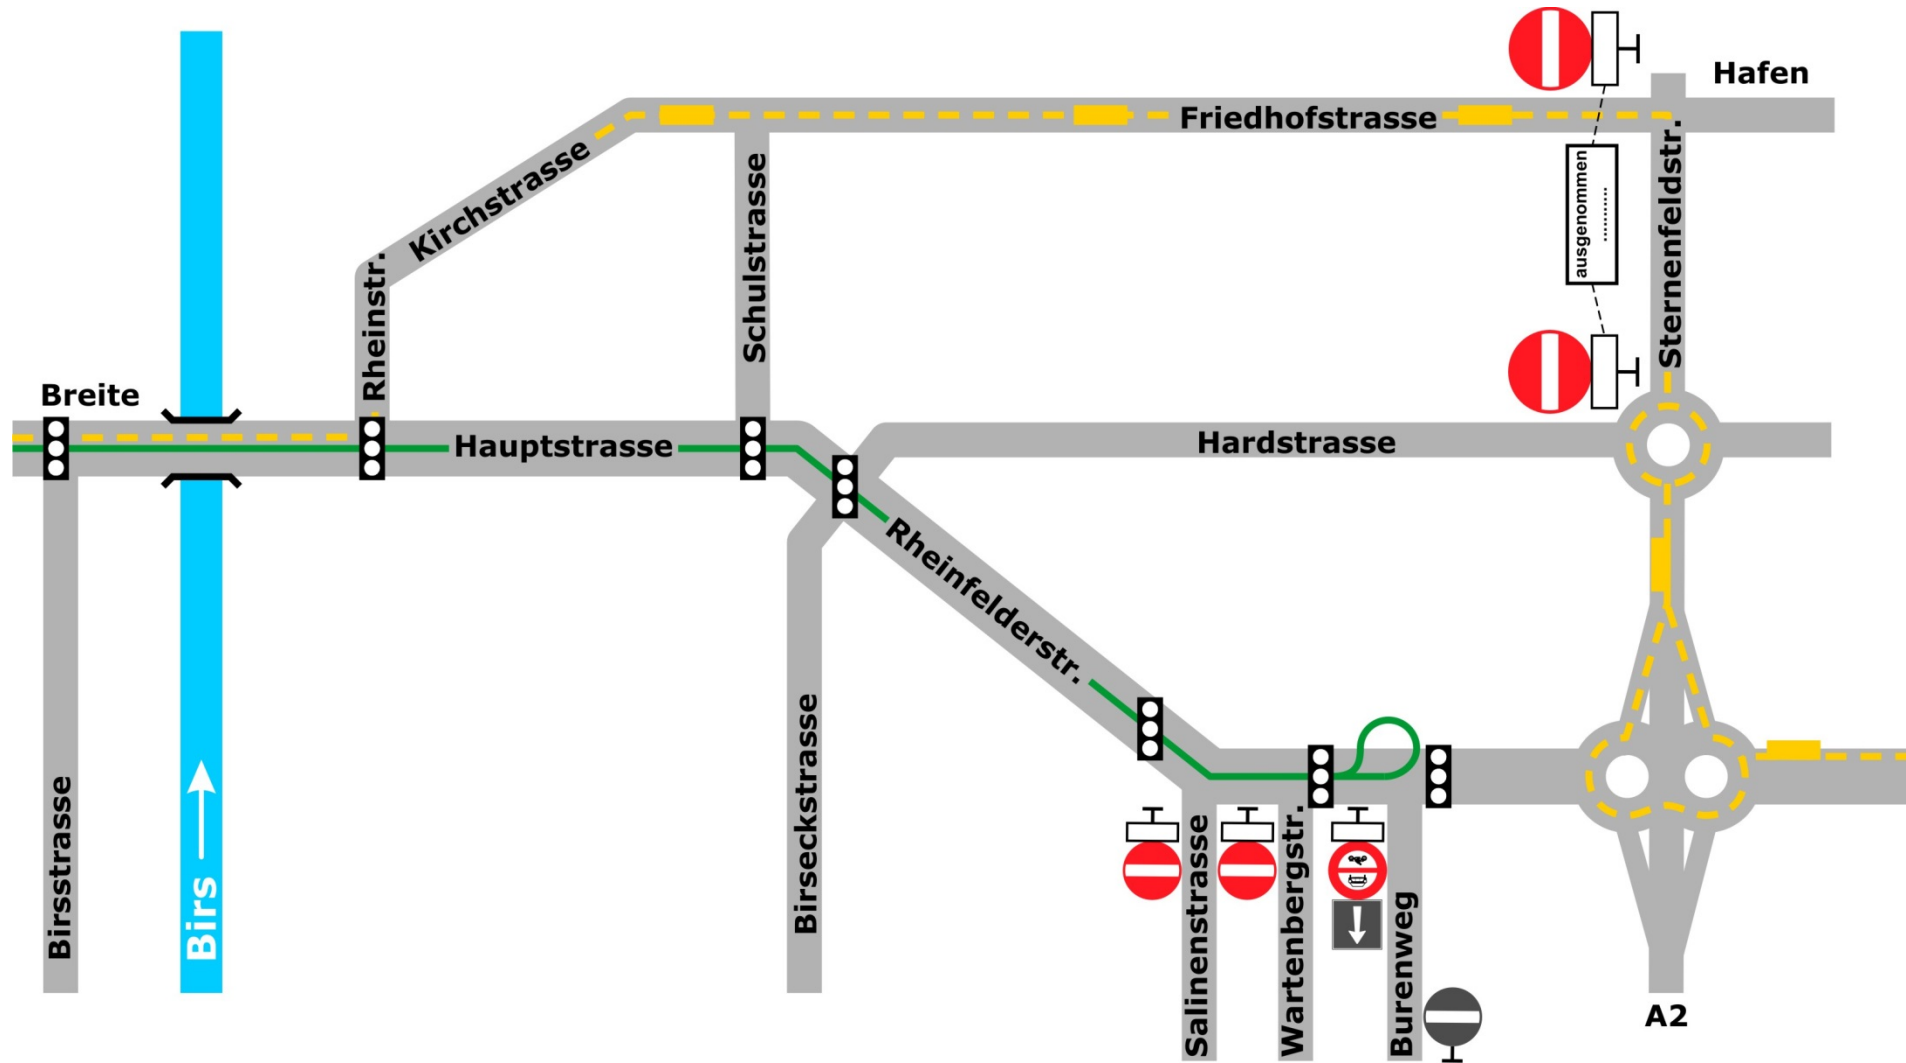 Hafen
Friedhofstrasse
Kirchstrasse
Schulstrasse
ausgenommen
............
Sternenfeldstr.
Rheinstr.
Breite
Hauptstrasse
Hardstrasse
Rheinfelderstr.
Birseckstrasse
Birsstrasse
Birs
Salinenstrasse
Wartenbergstr.
Burenweg
A2